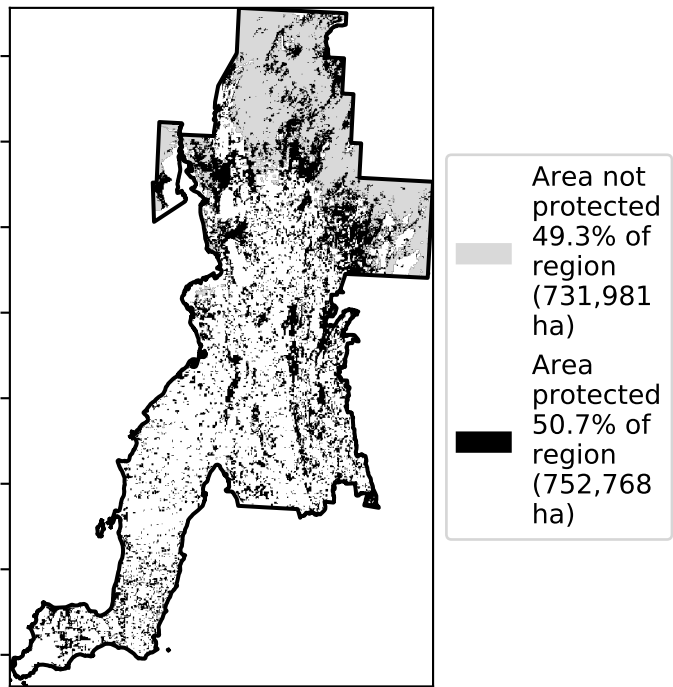 Area not
protected
49.3% of
region
(731,981
ha)
Area
protected
50.7% of
region
(752,768
ha)